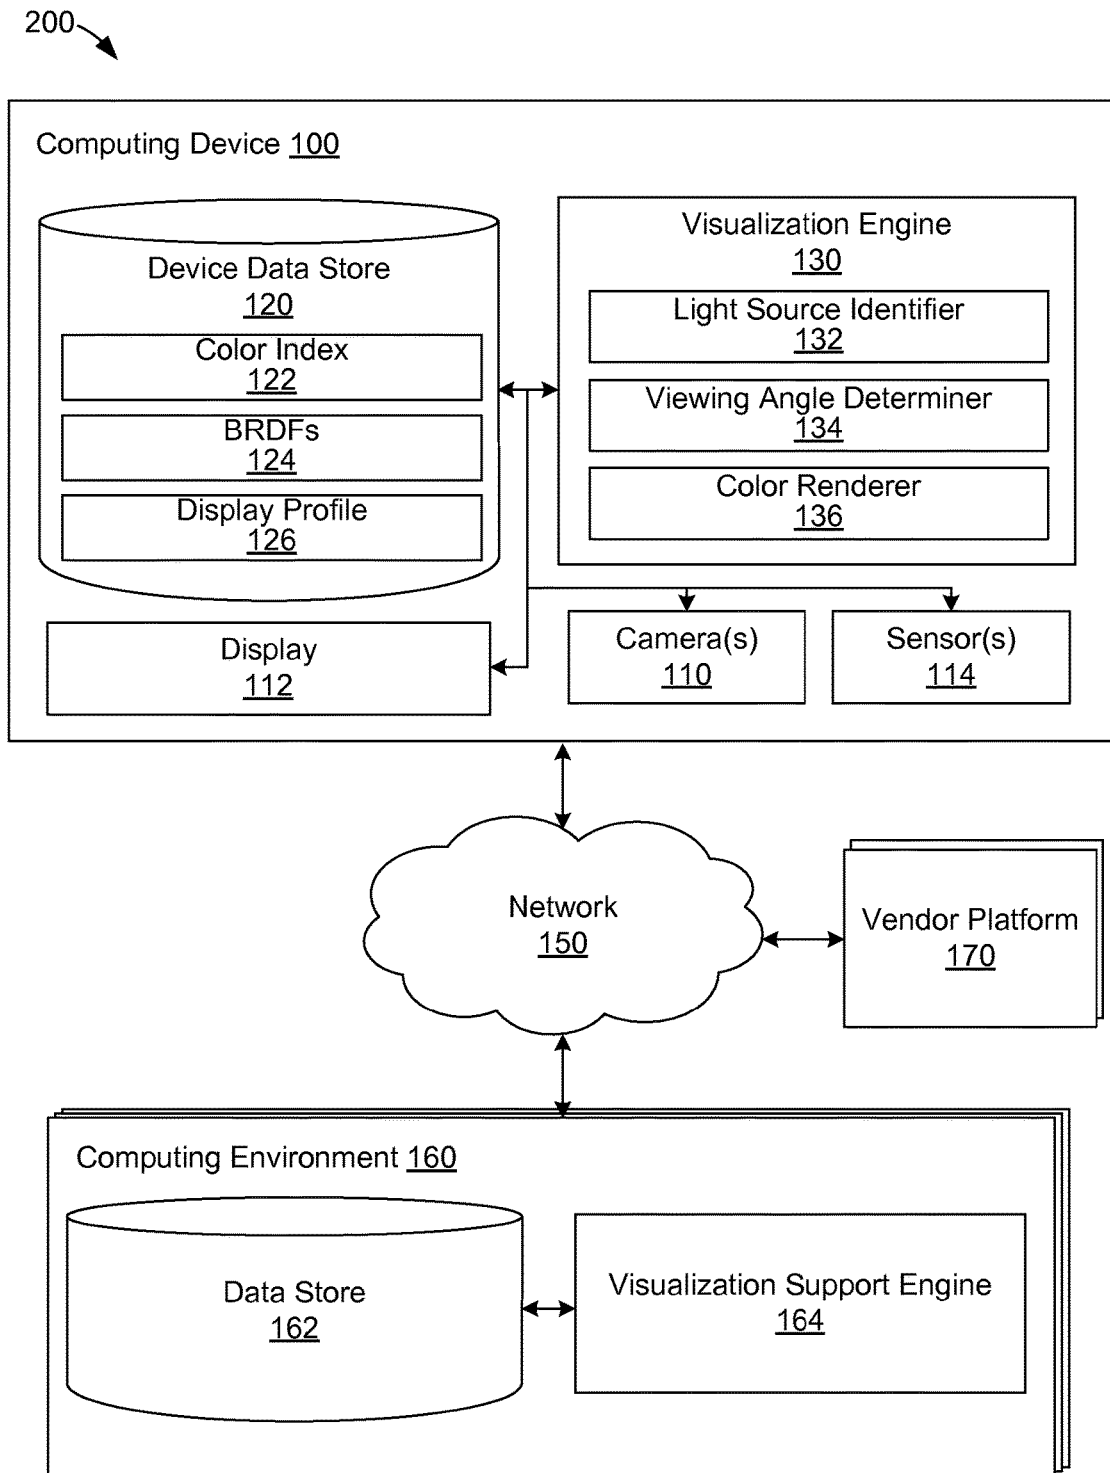 200
Computing Device 100
Device Data Store
120
Color Index
122
BRDFs
124
Display Profile
126
Visualization Engine
130
Light Source Identifier
132
Viewing Angle Determiner
134
Color Renderer
136
Display
112
Camera(s)
110
Sensor(s)
114
Network
150
Vendor Platform
170
Computing Environment 160
Data Store
162
Visualization Support Engine
164